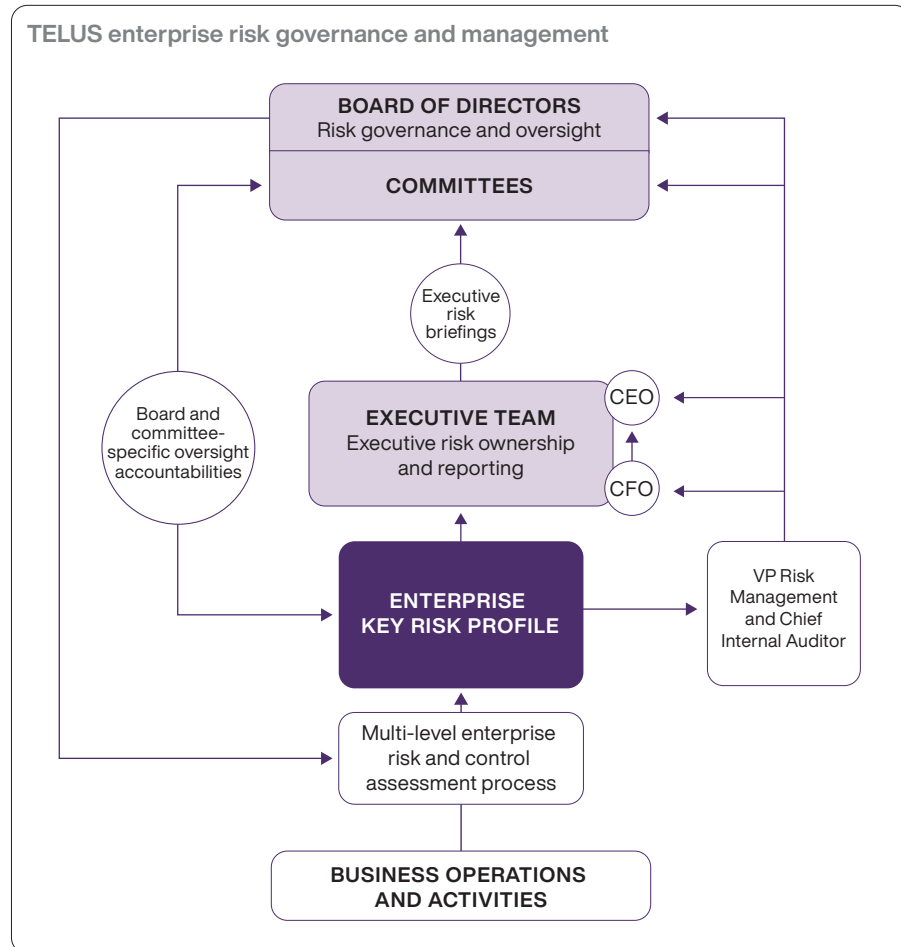 TELUS enterprise risk governance and management
BOARD OF DIRECTORS
Risk governance and oversight
COMMITTEES
Executive
risk
briefings
CEO
EXECUTIVE TEAM
Executive risk ownership
and reporting
CFO
Board and
committee-
specific oversight
accountabilities
ENTERPRISE
KEY RISK PROFILE
VP Risk
Management
and Chief
Internal Auditor
Multi-level enterprise
risk and control
assessment process
BUSINESS OPERATIONS
AND ACTIVITIES